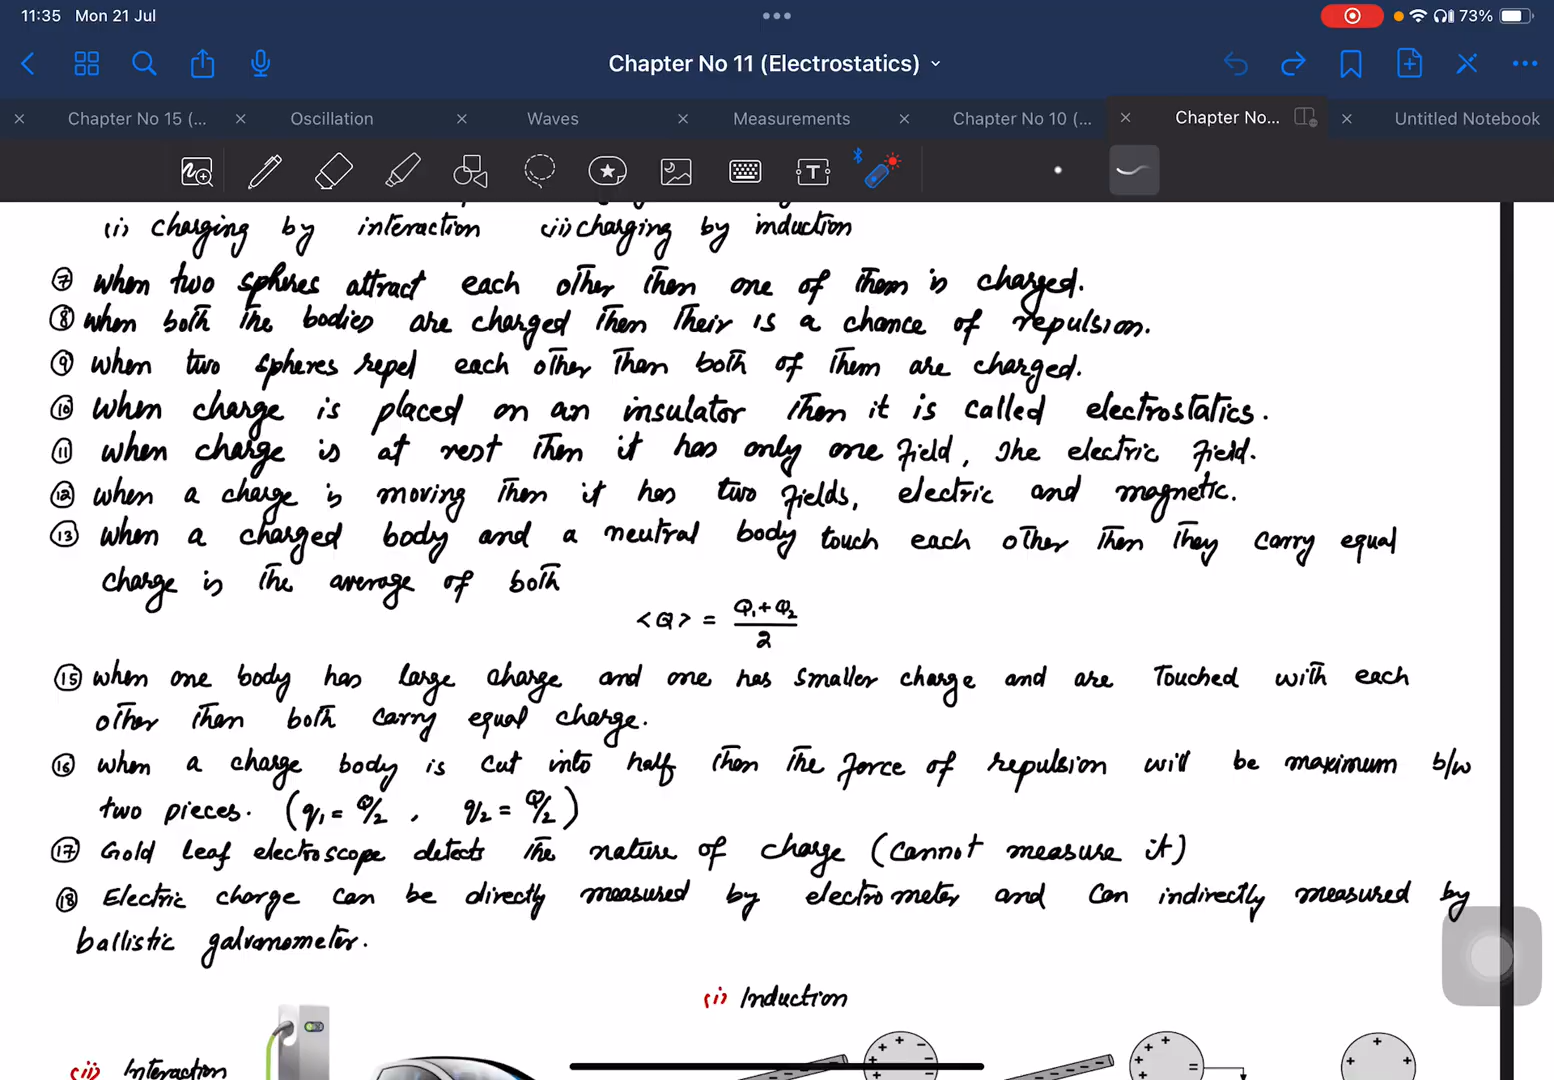 11:35 Mon 21 Jul
73%
Chapter No 11 (Electrostatics)
Chapter No 15 (... Oscillation Waves Measurements Chapter No 10 (... Chapter No... Untitled Notebook
(i) charging by interaction (ii) charging by induction
(7) when two spheres attract each other then one of them is charged.
(8) when both the bodies are charged then their is a chance of repulsion.
(9) when two spheres repel each other then both of them are charged.
(10) when charge is placed on an insulator then it is called electrostatics.
(11) when charge is at rest then it has only one field, the electric field.
(12) when a charge is moving then it has two fields, electric and magnetic.
(13) when a charged body and a neutral body touch each other then they carry equal
charge is the average of both
<Q> = Q₁+Q₂/2
(15) when one body has large charge and one has smaller charge and are touched with each
other then both carry equal charge.
(16) when a charge body is cut into half then the force of repulsion will be maximum b/w
two pieces. (q₁ = Q/2 , q₂ = Q/2)
(17) Gold leaf electroscope detects the nature of charge (cannot measure it)
(18) Electric charge can be directly measured by electrometer and can indirectly measured by
ballistic galvanometer.
(i) Induction
(ii) Interaction